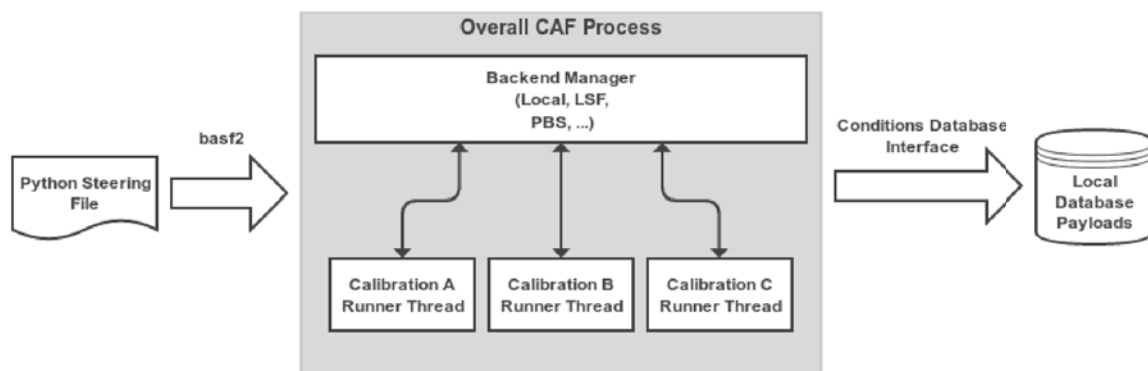 Overall CAF Process
Backend Manager
(Local, LSF,
PBS, ...)
basf2
Python Steering
File
Conditions Database
Interface
Local
Database
Payloads
Calibration A
Runner Thread
Calibration B
Runner Thread
Calibration C
Runner Thread